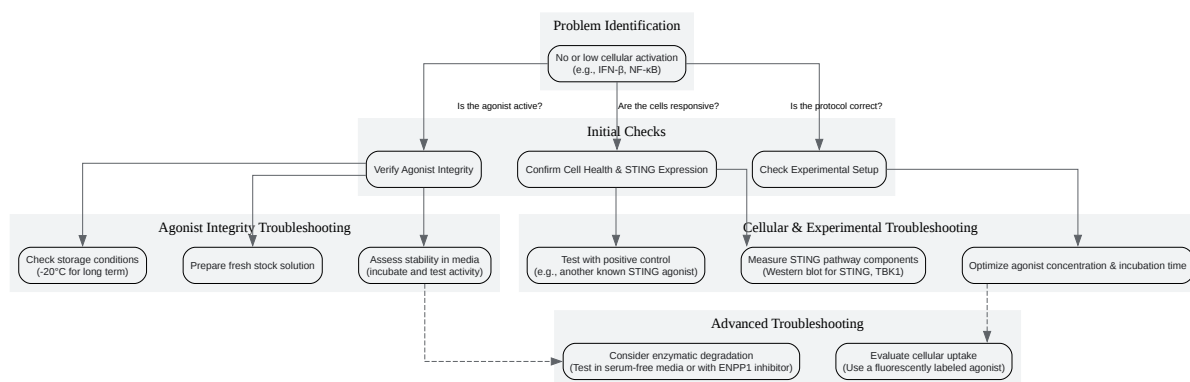 Problem Identification
No or low cellular activation
(e.g., IFN-β, NF-κB)
Is the agonist active?
Are the cells responsive?
Is the protocol correct?
Initial Checks
Verify Agonist Integrity
Confirm Cell Health & STING Expression
Check Experimental Setup
Agonist Integrity Troubleshooting
Check storage conditions
(-20°C for long term)
Prepare fresh stock solution
Assess stability in media
(incubate and test activity)
Cellular & Experimental Troubleshooting
Test with positive control
(e.g., another known STING agonist)
Measure STING pathway components
(Western blot for STING, TBK1)
Optimize agonist concentration & incubation time
Advanced Troubleshooting
Consider enzymatic degradation
(Test in serum-free media or with ENPP1 inhibitor)
Evaluate cellular uptake
(Use a fluorescently labeled agonist)